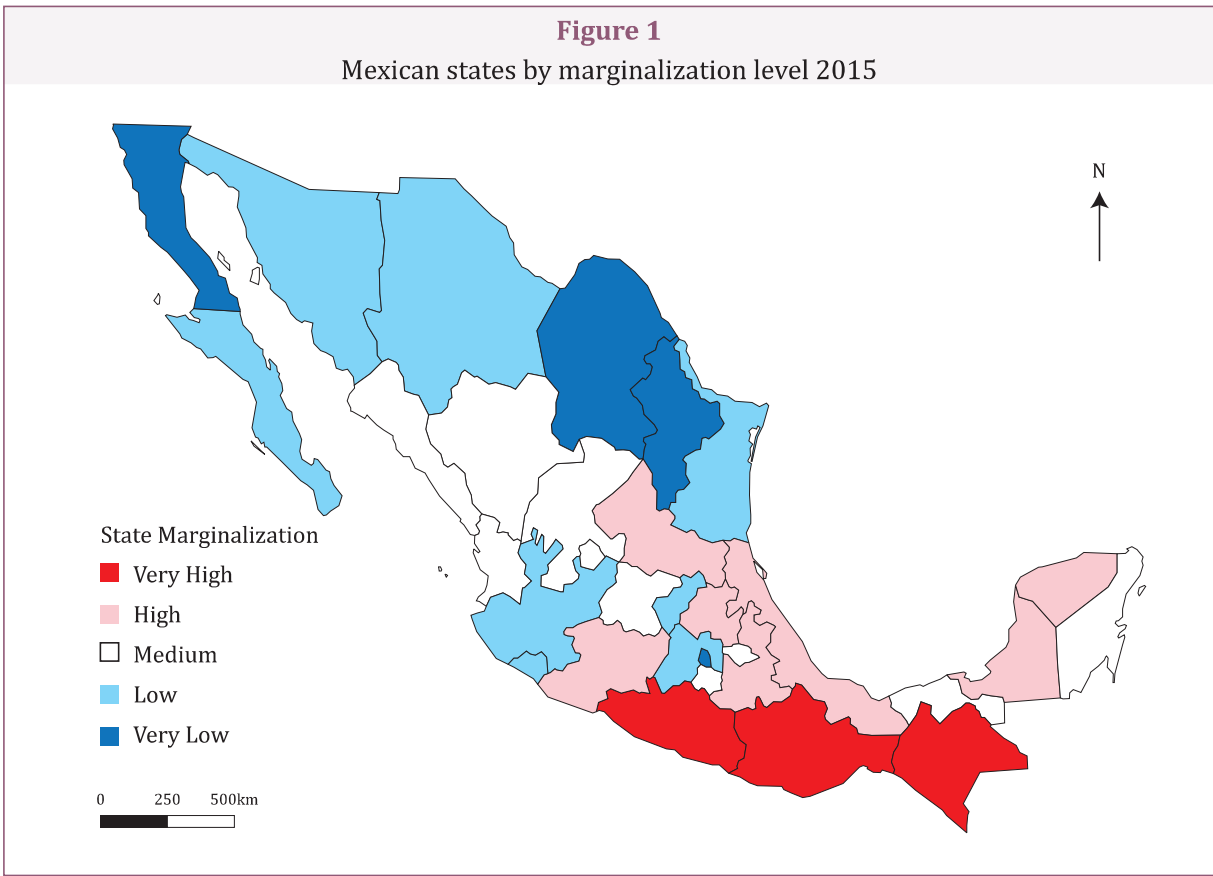 Figure 1
Mexican states by marginalization level 2015
N
State Marginalization
Very High
High
Medium
Low
Very Low
0 250 500km